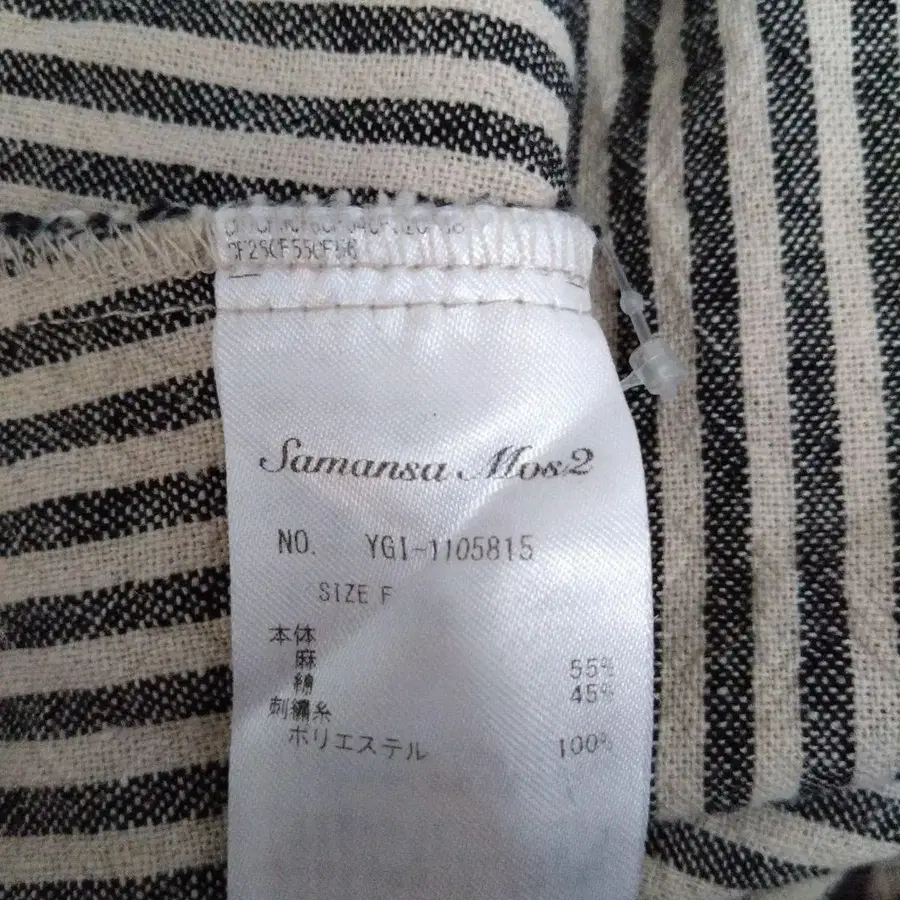 Samansa Mos2
NO. YGI-1105815
SIZE F
本体
麻 55%
綿 45%
刺繍糸
ポリエステル 100%